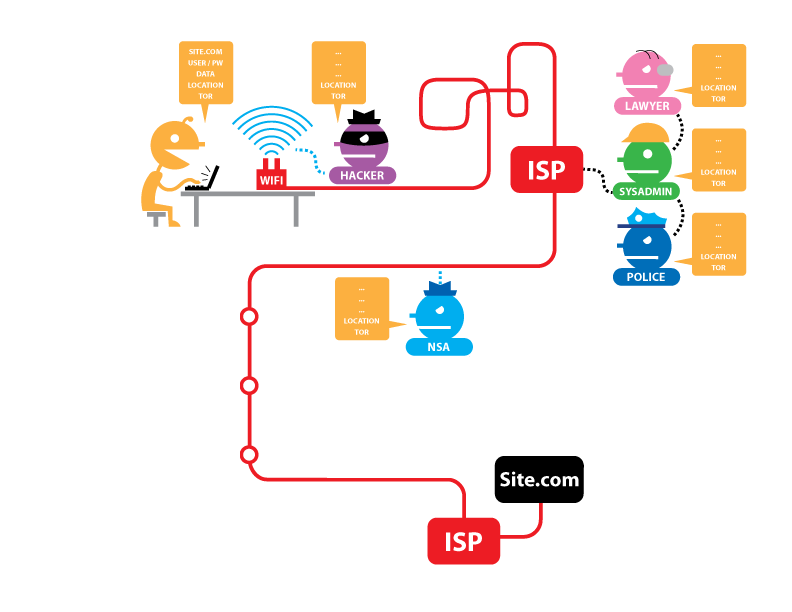 SITE.COM
USER / PW
DATA
LOCATION
TOR
...
...
...
LOCATION
TOR
WIFI
HACKER
ISP
...
...
...
LOCATION
TOR
LAWYER
...
...
...
LOCATION
TOR
SYSADMIN
...
...
...
LOCATION
TOR
POLICE
...
...
...
LOCATION
TOR
NSA
Site.com
ISP